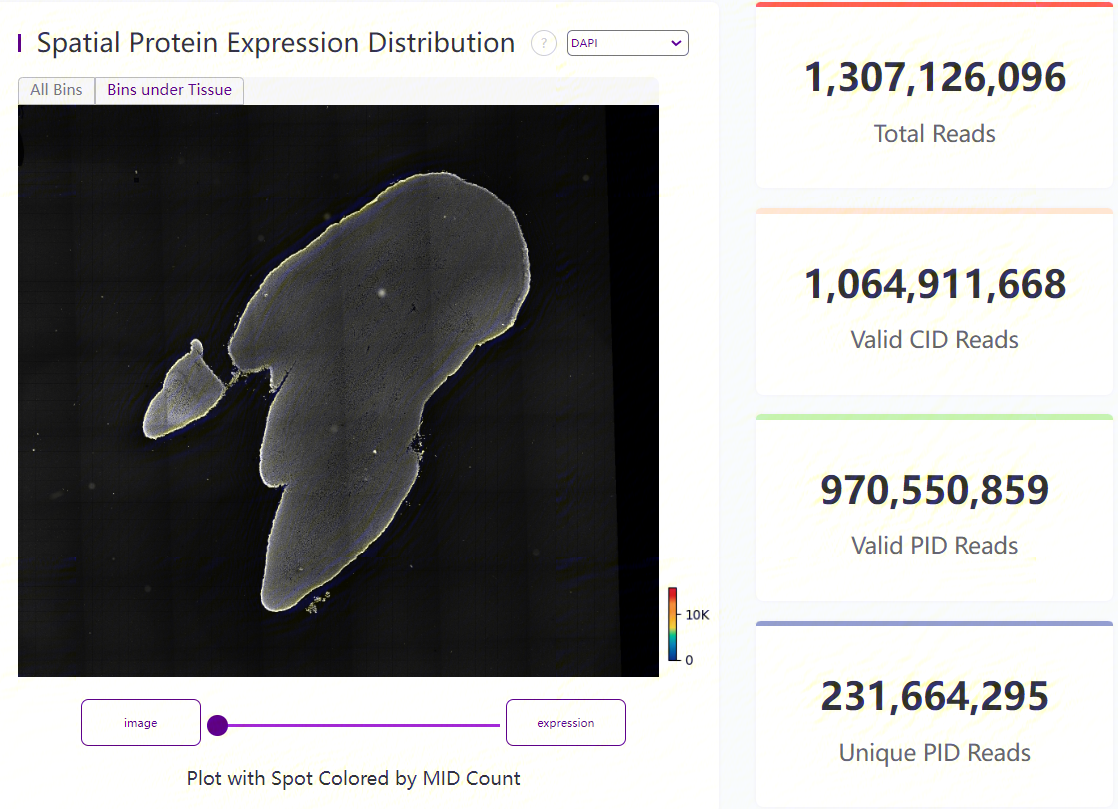 Spatial Protein Expression Distribution
?
DAPI
All Bins
Bins under Tissue
10K
0
image
expression
Plot with Spot Colored by MID Count
1,307,126,096
Total Reads
1,064,911,668
Valid CID Reads
970,550,859
Valid PID Reads
231,664,295
Unique PID Reads